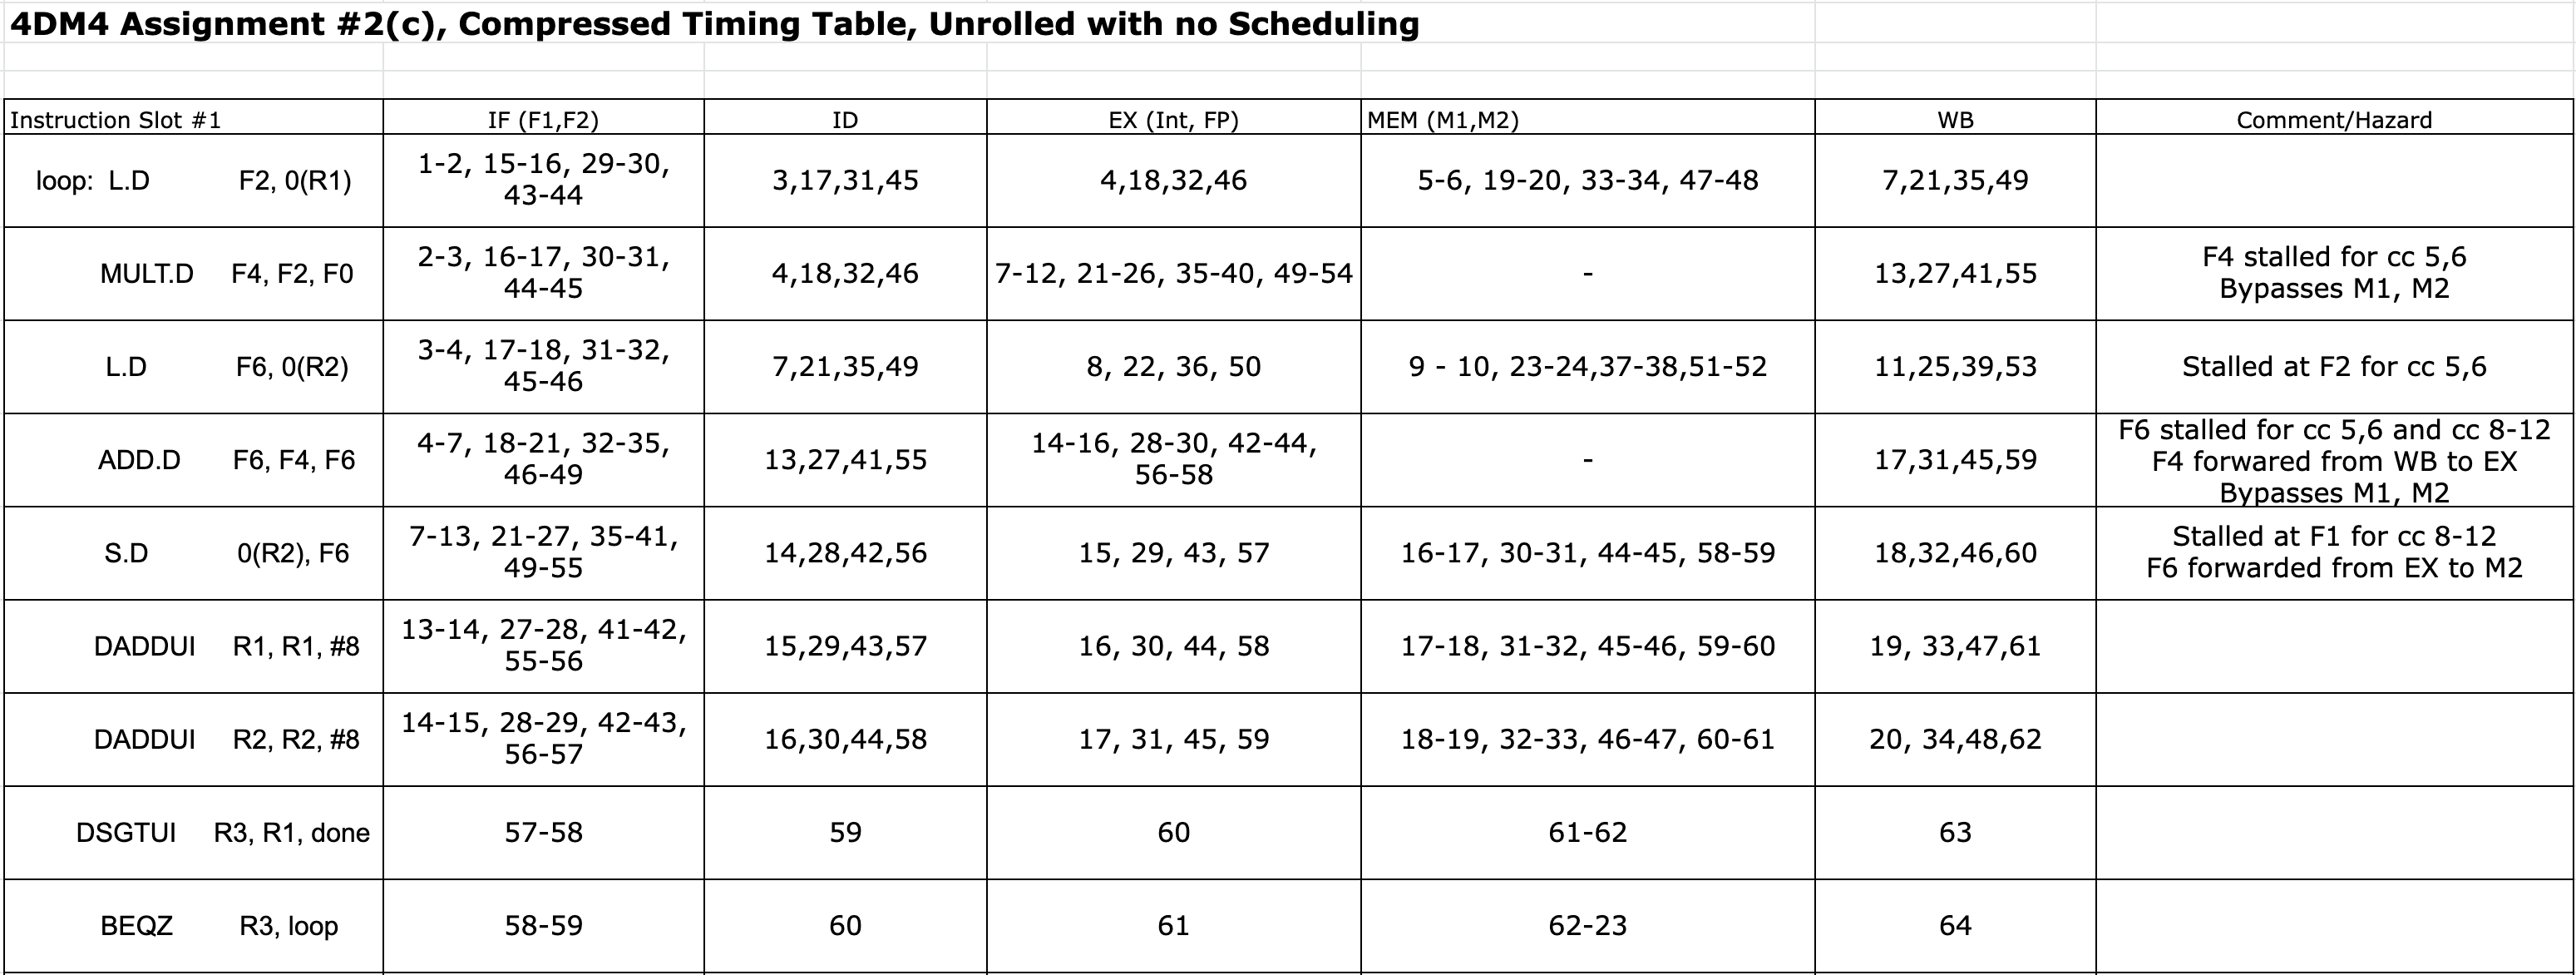 4DM4 Assignment #2(c), Compressed Timing Table, Unrolled with no Scheduling
Instruction Slot #1 IF (F1,F2) ID EX (Int, FP) MEM (M1,M2) WB Comment/Hazard
loop: L.D F2, 0(R1)
1-2, 15-16, 29-30,
43-44
3,17,31,45
4,18,32,46
5-6, 19-20, 33-34, 47-48
7,21,35,49
MULT.D F4, F2, F0
2-3, 16-17, 30-31,
44-45
4,18,32,46
7-12, 21-26, 35-40, 49-54
-
13,27,41,55
F4 stalled for cc 5,6
Bypasses M1, M2
L.D F6, 0(R2)
3-4, 17-18, 31-32,
45-46
7,21,35,49
8, 22, 36, 50
9 - 10, 23-24,37-38,51-52
11,25,39,53
Stalled at F2 for cc 5,6
ADD.D F6, F4, F6
4-7, 18-21, 32-35,
46-49
13,27,41,55
14-16, 28-30, 42-44,
56-58
-
17,31,45,59
F6 stalled for cc 5,6 and cc 8-12
F4 forwared from WB to EX
Bypasses M1, M2
S.D 0(R2), F6
7-13, 21-27, 35-41,
49-55
14,28,42,56
15, 29, 43, 57
16-17, 30-31, 44-45, 58-59
18,32,46,60
Stalled at F1 for cc 8-12
F6 forwarded from EX to M2
DADDUI R1, R1, #8
13-14, 27-28, 41-42,
55-56
15,29,43,57
16, 30, 44, 58
17-18, 31-32, 45-46, 59-60
19, 33,47,61
DADDUI R2, R2, #8
14-15, 28-29, 42-43,
56-57
16,30,44,58
17, 31, 45, 59
18-19, 32-33, 46-47, 60-61
20, 34,48,62
DSGTUI R3, R1, done
57-58
59
60
61-62
63
BEQZ R3, loop
58-59
60
61
62-23
64